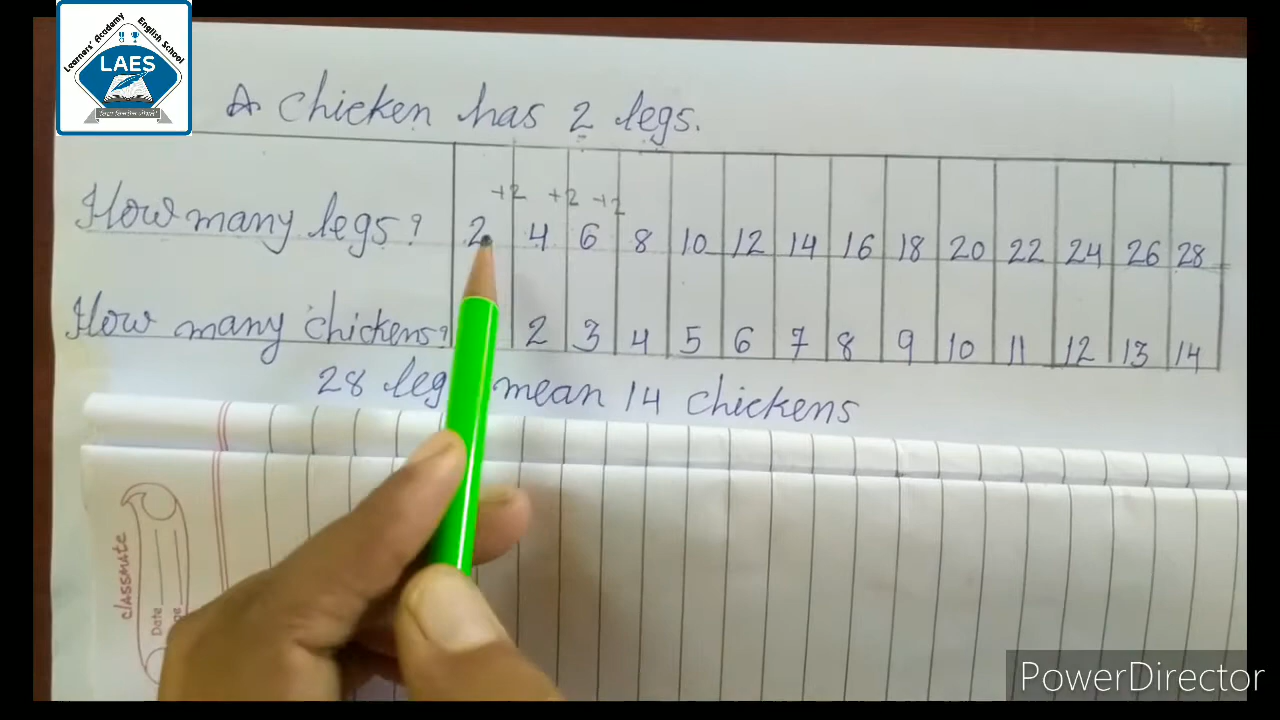 Learners' Academy English School
LAES
A chicken has 2 legs.
+2 +2 +2
How many legs? 2 4 6 8 10 12 14 16 18 20 22 24 26 28
How many chickens? 2 3 4 5 6 7 8 9 10 11 12 13 14
28 leg mean 14 chickens
classmate
Date
PowerDirector